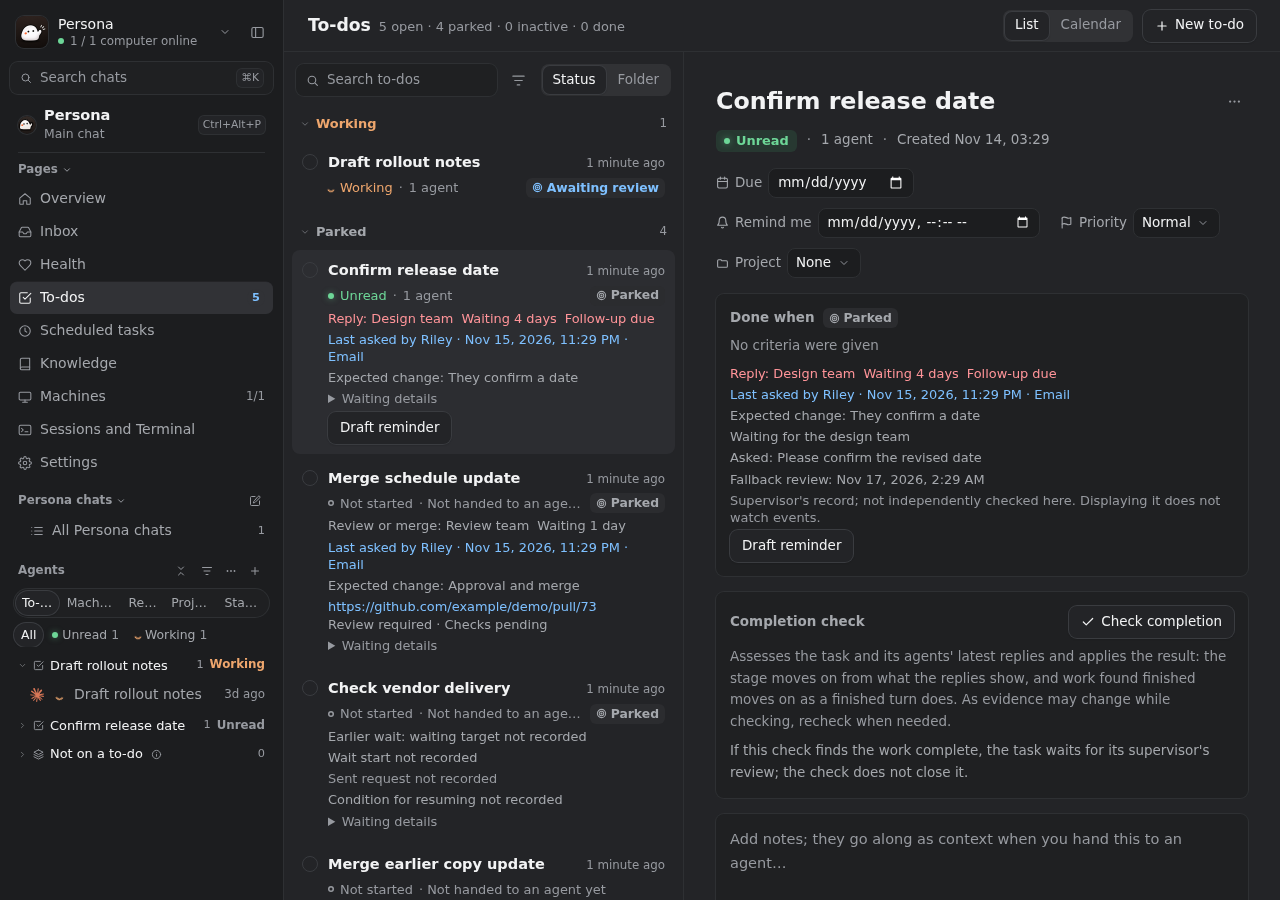 Persona
1 / 1 computer online
Search chats
⌘K
Persona
Main chat
Ctrl+Alt+P
Pages
Overview
Inbox
Health
To-dos
5
Scheduled tasks
Knowledge
Machines
1/1
Sessions and Terminal
Settings
Persona chats
All Persona chats
1
Agents
To-…
Mach…
Re…
Proj…
Sta…
All
Unread 1
Working 1
Draft rollout notes
1 Working
Draft rollout notes
3d ago
Confirm release date
1 Unread
Not on a to-do
0
To-dos
5 open · 4 parked · 0 inactive · 0 done
List
Calendar
New to-do
Search to-dos
Status
Folder
Working
1
Draft rollout notes
1 minute ago
Working · 1 agent
Awaiting review
Parked
4
Confirm release date
1 minute ago
Unread · 1 agent
Parked
Reply: Design team Waiting 4 days Follow-up due
Last asked by Riley · Nov 15, 2026, 11:29 PM ·
Email
Expected change: They confirm a date
Waiting details
Draft reminder
Merge schedule update
1 minute ago
Not started · Not handed to an age…
Parked
Review or merge: Review team Waiting 1 day
Last asked by Riley · Nov 15, 2026, 11:29 PM ·
Email
Expected change: Approval and merge
https://github.com/example/demo/pull/73
Review required · Checks pending
Waiting details
Check vendor delivery
1 minute ago
Not started · Not handed to an age…
Parked
Earlier wait: waiting target not recorded
Wait start not recorded
Sent request not recorded
Condition for resuming not recorded
Waiting details
Merge earlier copy update
1 minute ago
Not started · Not handed to an agent yet
Confirm release date
Unread · 1 agent · Created Nov 14, 03:29
Due
mm/dd/yyyy
Remind me
mm/dd/yyyy, --:-- --
Priority
Normal
Project
None
Done when
Parked
No criteria were given
Reply: Design team Waiting 4 days Follow-up due
Last asked by Riley · Nov 15, 2026, 11:29 PM · Email
Expected change: They confirm a date
Waiting for the design team
Asked: Please confirm the revised date
Fallback review: Nov 17, 2026, 2:29 AM
Supervisor's record; not independently checked here. Displaying it does not
watch events.
Draft reminder
Completion check
Check completion
Assesses the task and its agents' latest replies and applies the result: the
stage moves on from what the replies show, and work found finished
moves on as a finished turn does. As evidence may change while
checking, recheck when needed.
If this check finds the work complete, the task waits for its supervisor's
review; the check does not close it.
Add notes; they go along as context when you hand this to an
agent…